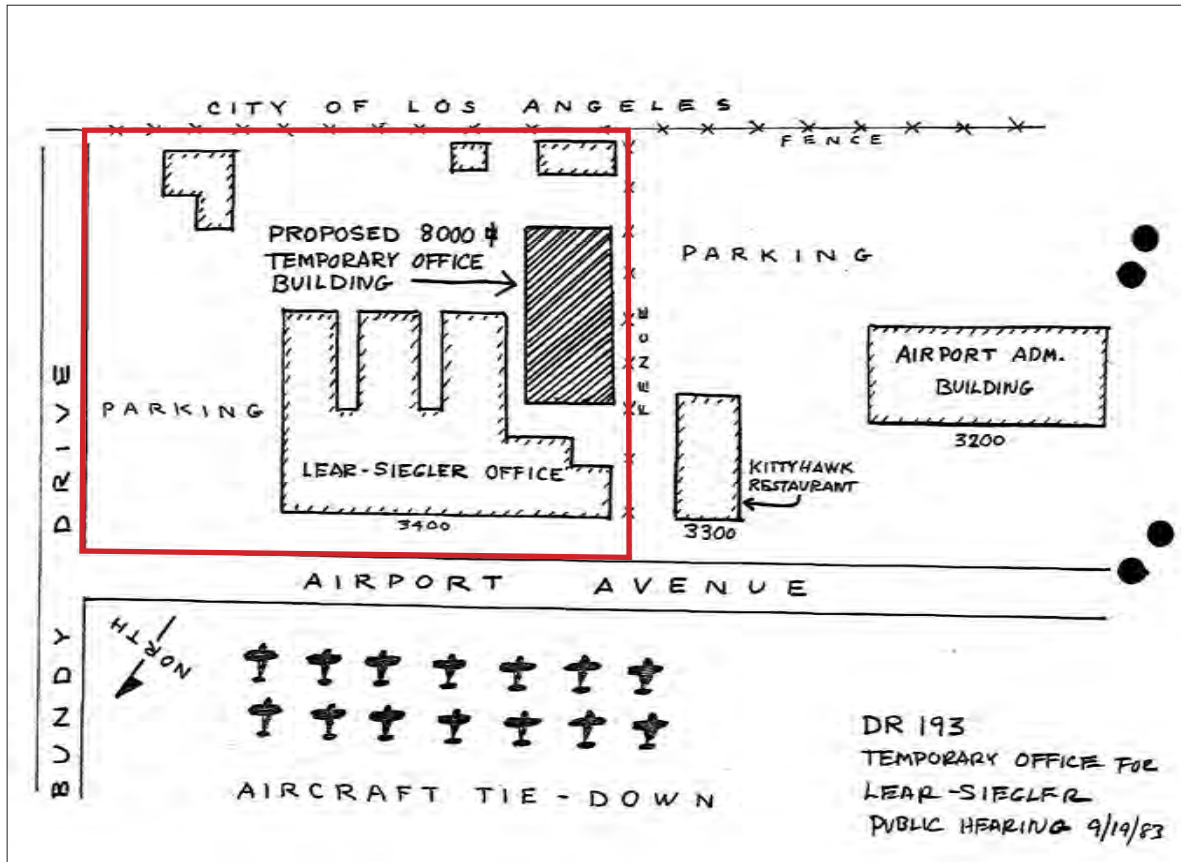 CITY OF LOS ANGELES
FENCE
PROPOSED 8000 ⌗
TEMPORARY OFFICE
BUILDING
PARKING
FENCE
AIRPORT ADM.
BUILDING
3200
PARKING
LEAR-SIEGLER OFFICE
3400
KITTYHAWK
RESTAURANT
3300
BUNDY DRIVE
AIRPORT AVENUE
NORTH
AIRCRAFT TIE-DOWN
DR 193
TEMPORARY OFFICE FOR
LEAR-SIEGLER
PUBLIC HEARING 9/19/83